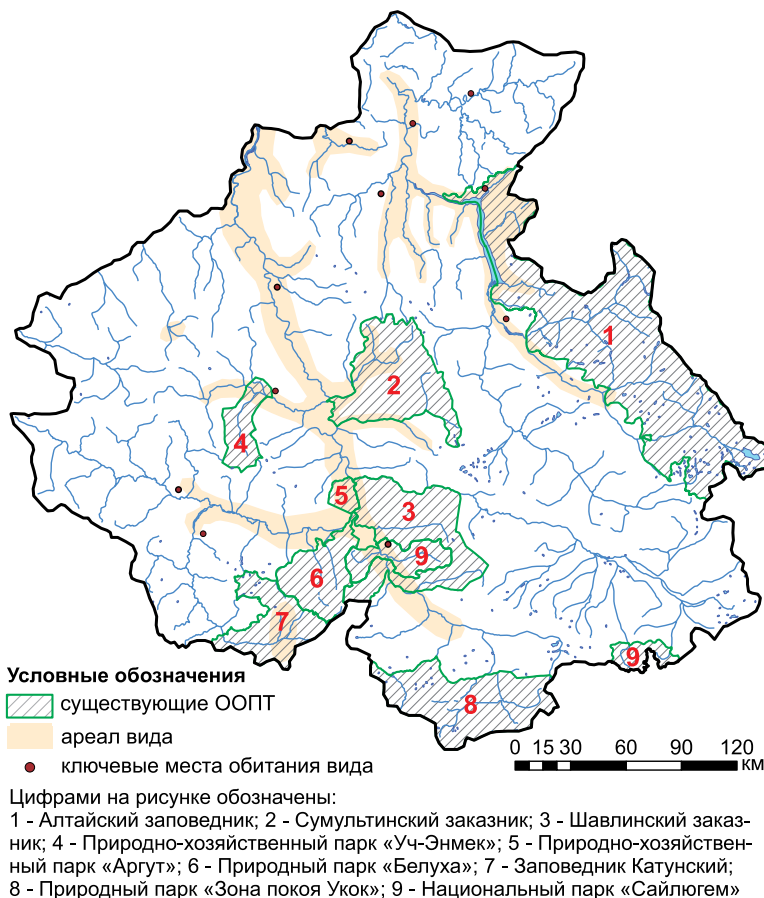 1
2
4
5
3
9
6
7
9
8
Условные обозначения
существующие ООПТ
ареал вида
ключевые места обитания вида
0 15 30 60 90 120
км
Цифрами на рисунке обозначены:
1 - Алтайский заповедник; 2 - Сумультинский заказник; 3 - Шавлинский заказ-
ник; 4 - Природно-хозяйственный парк «Уч-Энмек»; 5 - Природно-хозяйствен-
ный парк «Аргут»; 6 - Природный парк «Белуха»; 7 - Заповедник Катунский;
8 - Природный парк «Зона покоя Укок»; 9 - Национальный парк «Сайлюгем»